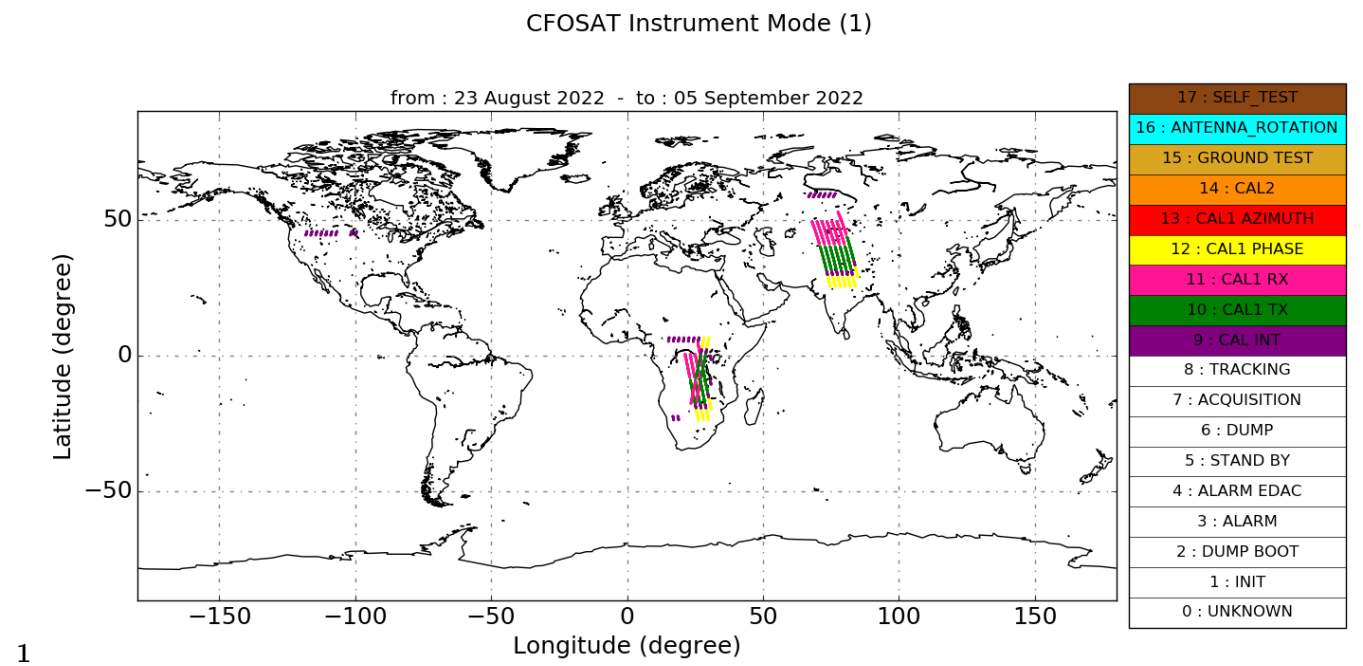 CFOSAT Instrument Mode (1)
from : 23 August 2022 - to : 05 September 2022
17 : SELF_TEST
16 : ANTENNA_ROTATION
15 : GROUND TEST
14 : CAL2
13 : CAL1 AZIMUTH
12 : CAL1 PHASE
11 : CAL1 RX
10 : CAL1 TX
9 : CAL INT
8 : TRACKING
7 : ACQUISITION
6 : DUMP
5 : STAND BY
4 : ALARM EDAC
3 : ALARM
2 : DUMP BOOT
1 : INIT
0 : UNKNOWN
Latitude (degree)
50
0
−50
−150 −100 −50 0 50 100 150
Longitude (degree)
1